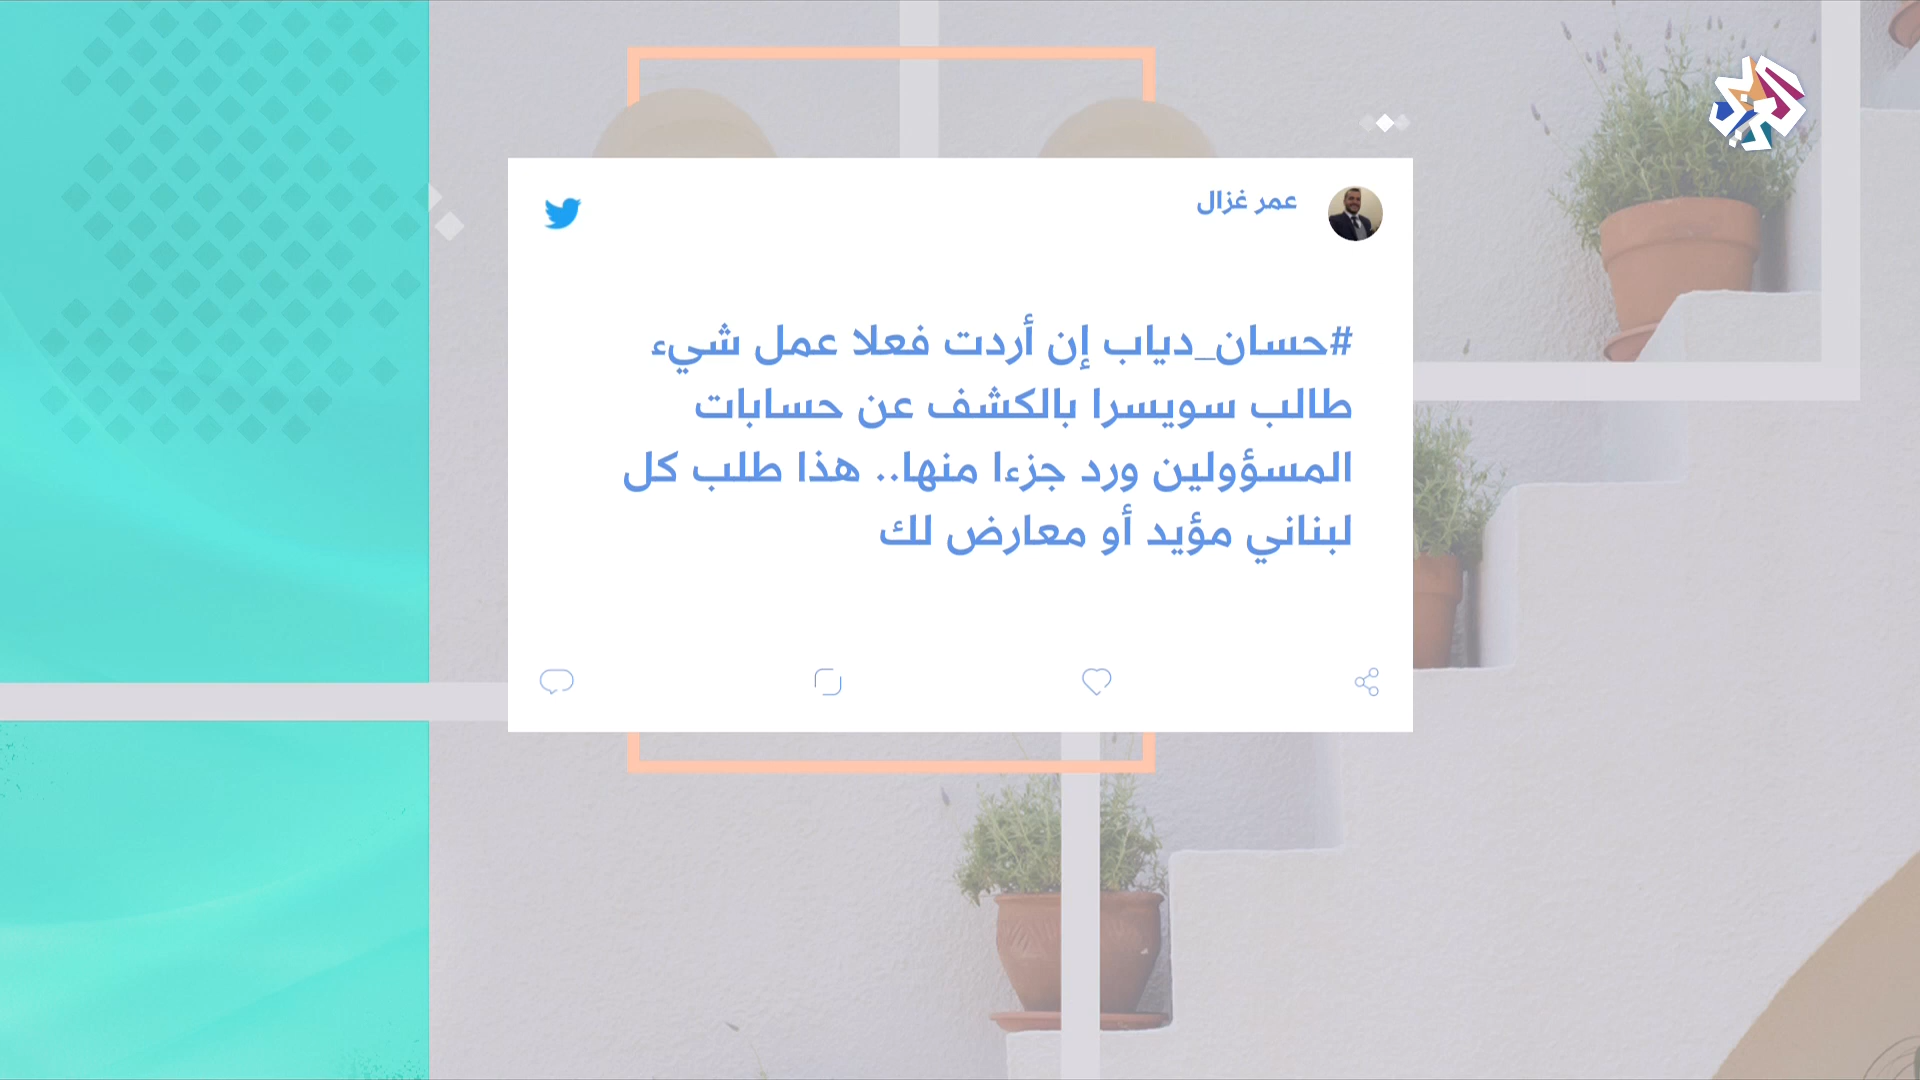 عمر غزال
#حسان_دياب إن أردت فعلا عمل شيء
طالب سويسرا بالكشف عن حسابات
المسؤولين ورد جزءا منها.. هذا طلب كل
لبناني مؤيد أو معارض لك